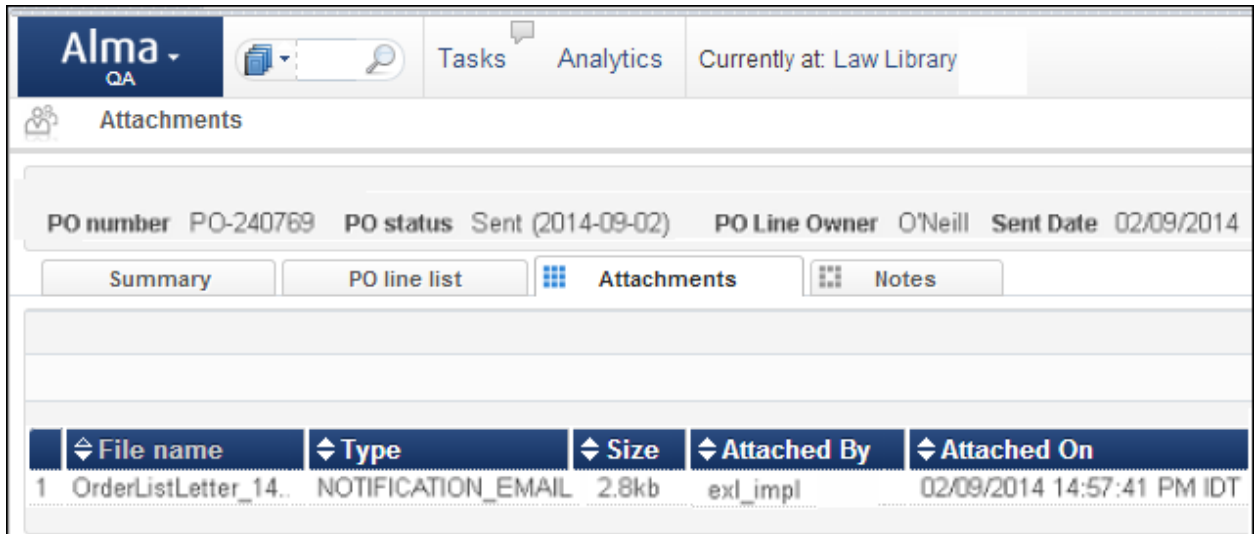 Alma
QA
Tasks Analytics Currently at: Law Library
Attachments
PO number PO-240769 PO status Sent (2014-09-02) PO Line Owner O'Neill Sent Date 02/09/2014
Summary PO line list Attachments Notes
File name Type Size Attached By Attached On
1 OrderListLetter_14.. NOTIFICATION_EMAIL 2.8kb exl_impl 02/09/2014 14:57:41 PM IDT